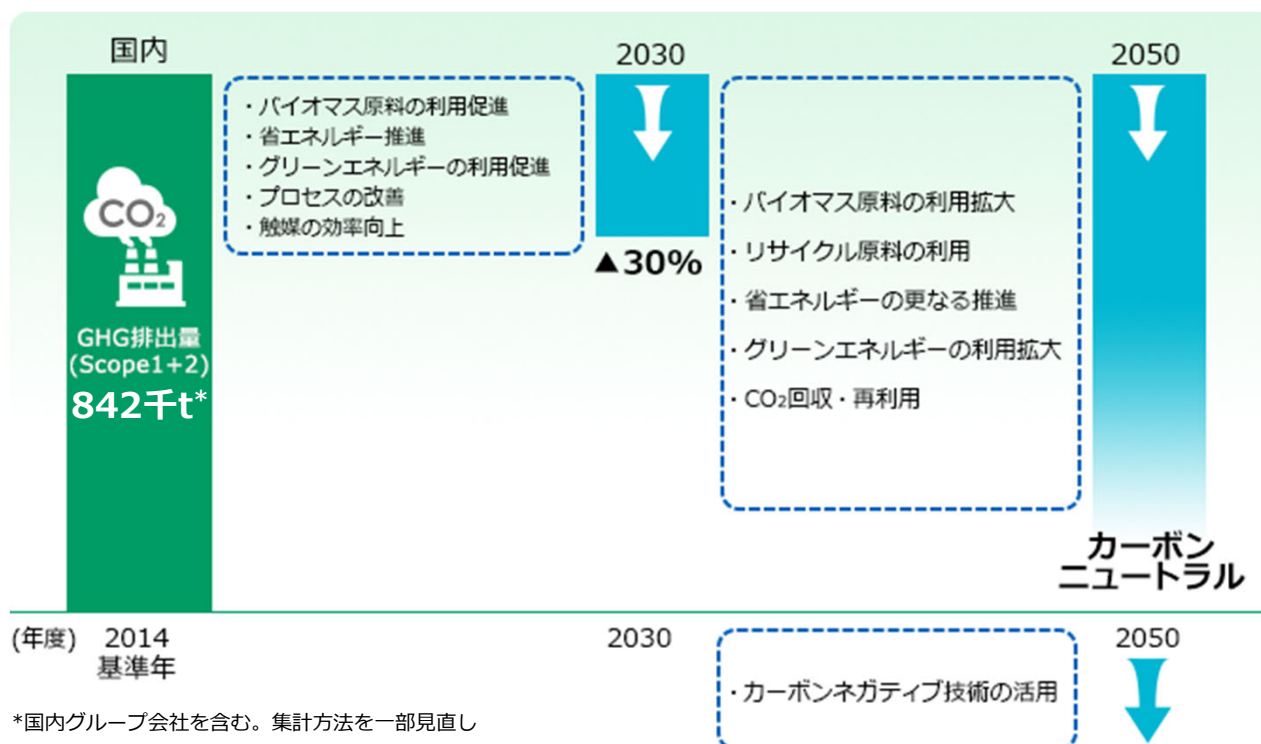 国内
2030
2050
・バイオマス原料の利用促進
・省エネルギー推進
・グリーンエネルギーの利用促進
・プロセスの改善
・触媒の効率向上
CO₂
GHG排出量
(Scope1+2)
842千t*
▲30%
・バイオマス原料の利用拡大
・リサイクル原料の利用
・省エネルギーの更なる推進
・グリーンエネルギーの利用拡大
・CO₂回収・再利用
カーボン
ニュートラル
(年度)
2014
基準年
2030
2050
・カーボンネガティブ技術の活用
*国内グループ会社を含む。集計方法を一部見直し